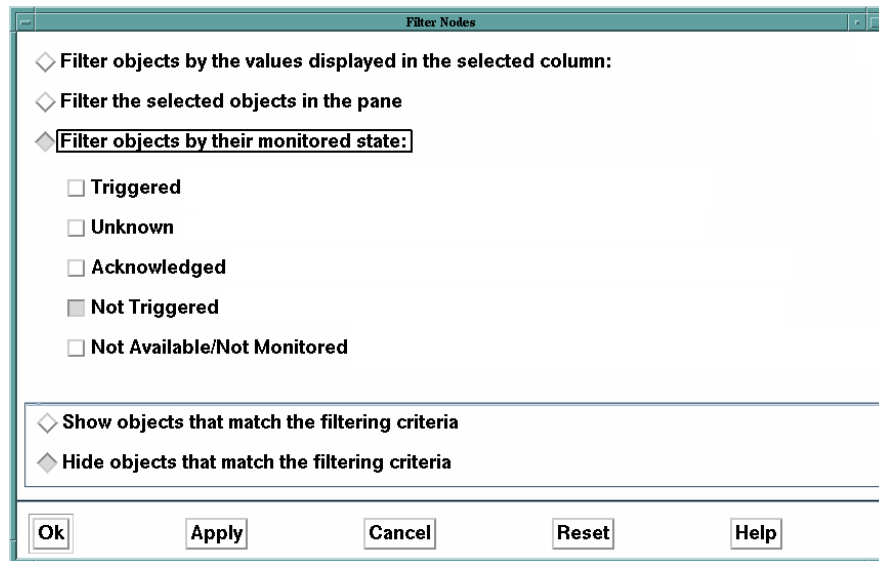 Filter Nodes
Filter objects by the values displayed in the selected column:
Filter the selected objects in the pane
Filter objects by their monitored state:
Triggered
Unknown
Acknowledged
Not Triggered
Not Available/Not Monitored
Show objects that match the filtering criteria
Hide objects that match the filtering criteria
Ok Apply Cancel Reset Help